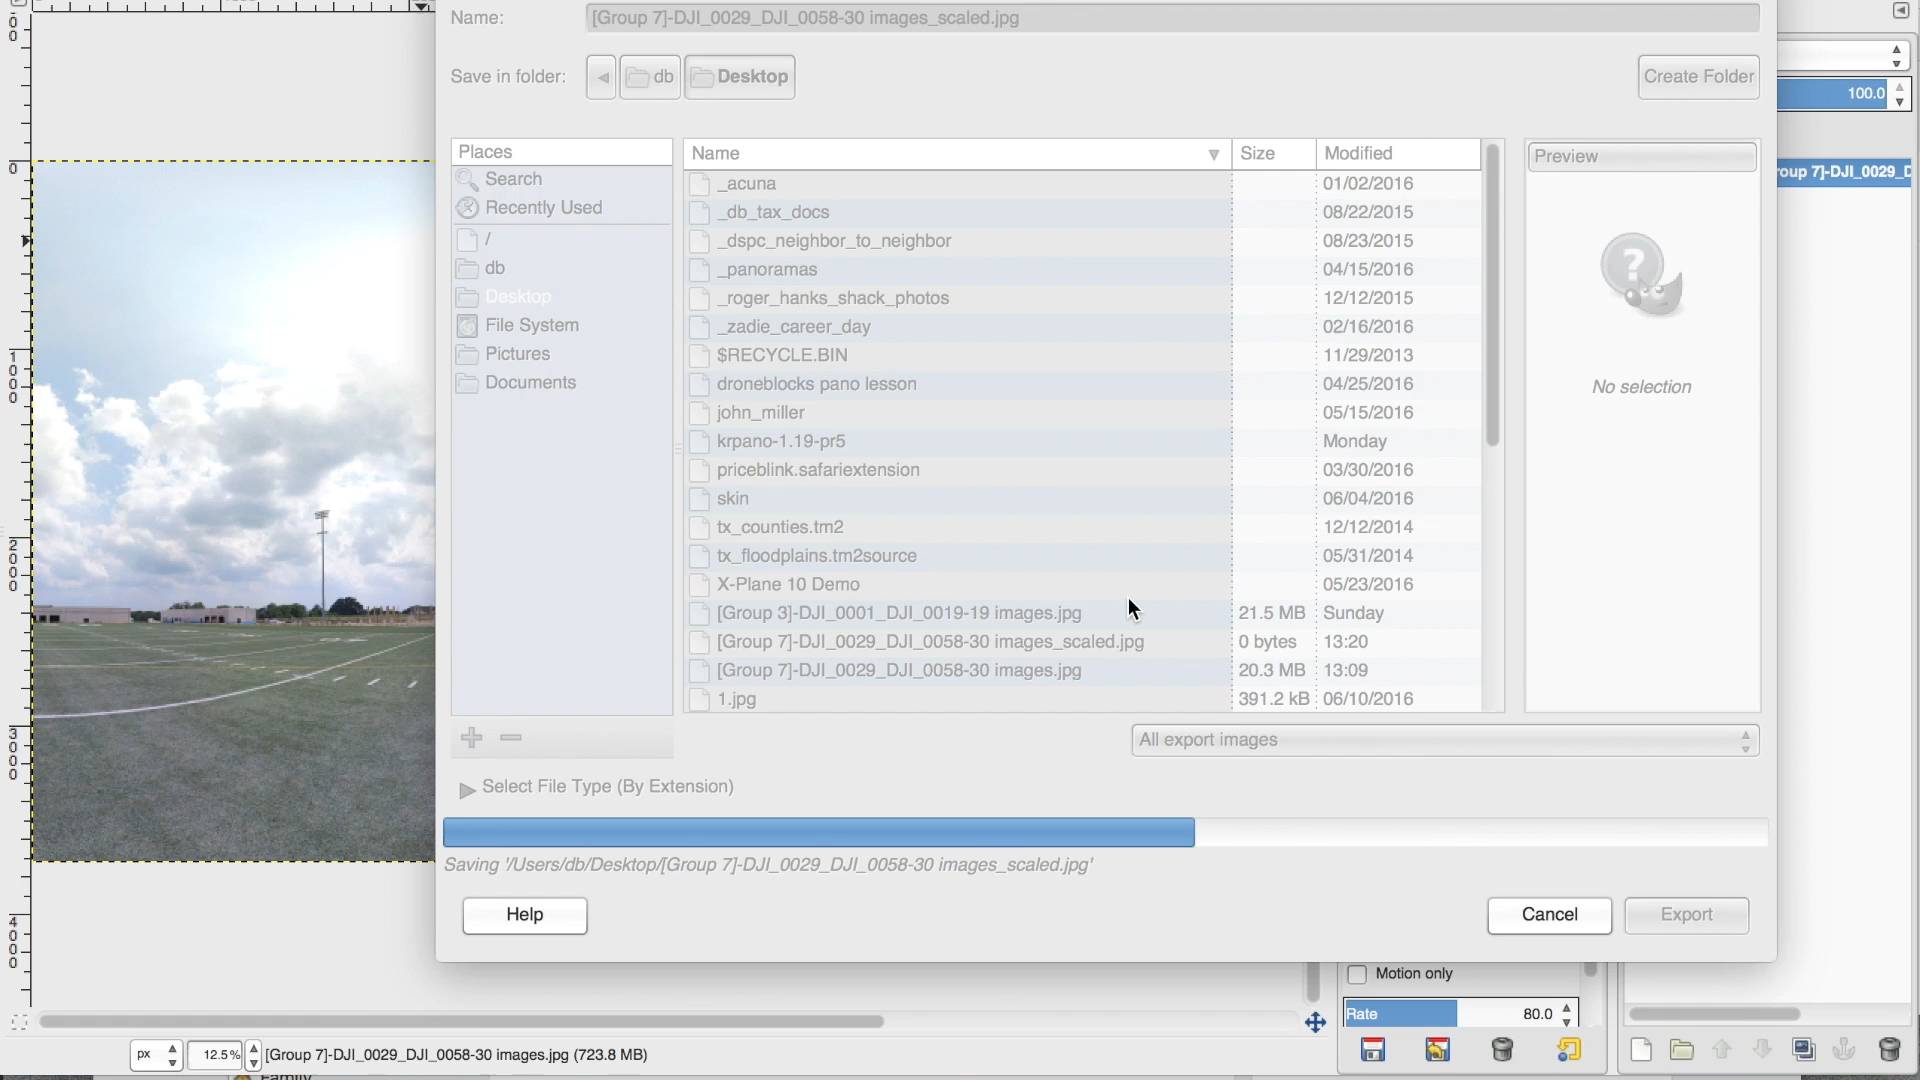 Name: [Group 7]-DJI_0029_DJI_0058-30 images_scaled.jpg
Save in folder: db Desktop Create Folder
100.0
Places
Search
Recently Used
/
db
Desktop
File System
Pictures
Documents
Name Size Modified
_acuna 01/02/2016
_db_tax_docs 08/22/2015
_dspc_neighbor_to_neighbor 08/23/2015
_panoramas 04/15/2016
_roger_hanks_shack_photos 12/12/2015
_zadie_career_day 02/16/2016
$RECYCLE.BIN 11/29/2013
droneblocks pano lesson 04/25/2016
john_miller 05/15/2016
krpano-1.19-pr5 Monday
priceblink.safariextension 03/30/2016
skin 06/04/2016
tx_counties.tm2 12/12/2014
tx_floodplains.tm2source 05/31/2014
X-Plane 10 Demo 05/23/2016
[Group 3]-DJI_0001_DJI_0019-19 images.jpg 21.5 MB Sunday
[Group 7]-DJI_0029_DJI_0058-30 images_scaled.jpg 0 bytes 13:20
[Group 7]-DJI_0029_DJI_0058-30 images.jpg 20.3 MB 13:09
1.jpg 391.2 kB 06/10/2016
Preview
No selection
roup 7]-DJI_0029_D
0
1000
2000
3000
4000
All export images
Select File Type (By Extension)
Saving '/Users/db/Desktop/[Group 7]-DJI_0029_DJI_0058-30 images_scaled.jpg'
Help Cancel Export
Motion only
Rate 80.0
px 12.5% [Group 7]-DJI_0029_DJI_0058-30 images.jpg (723.8 MB)